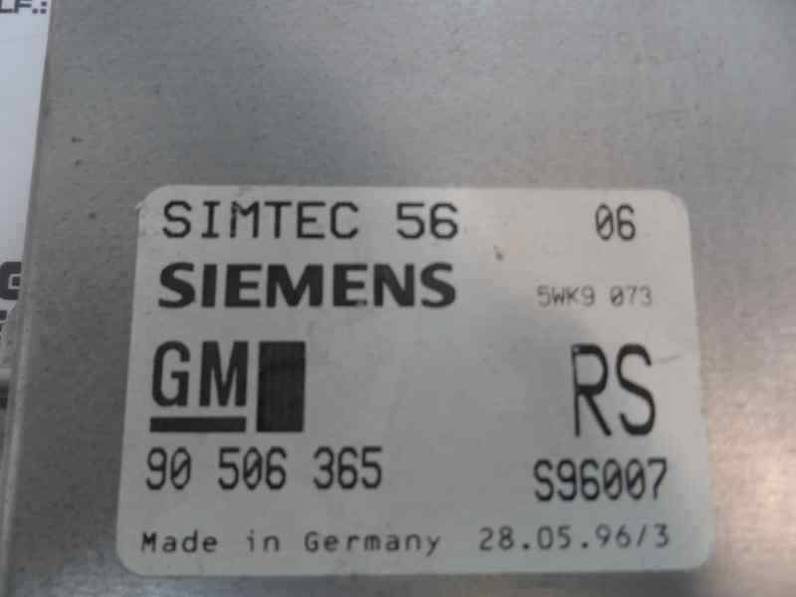 LF.:
SIMTEC 56 06
SIEMENS 5WK9 073
GM RS
90 506 365 S96007
Made in Germany 28.05.96/3